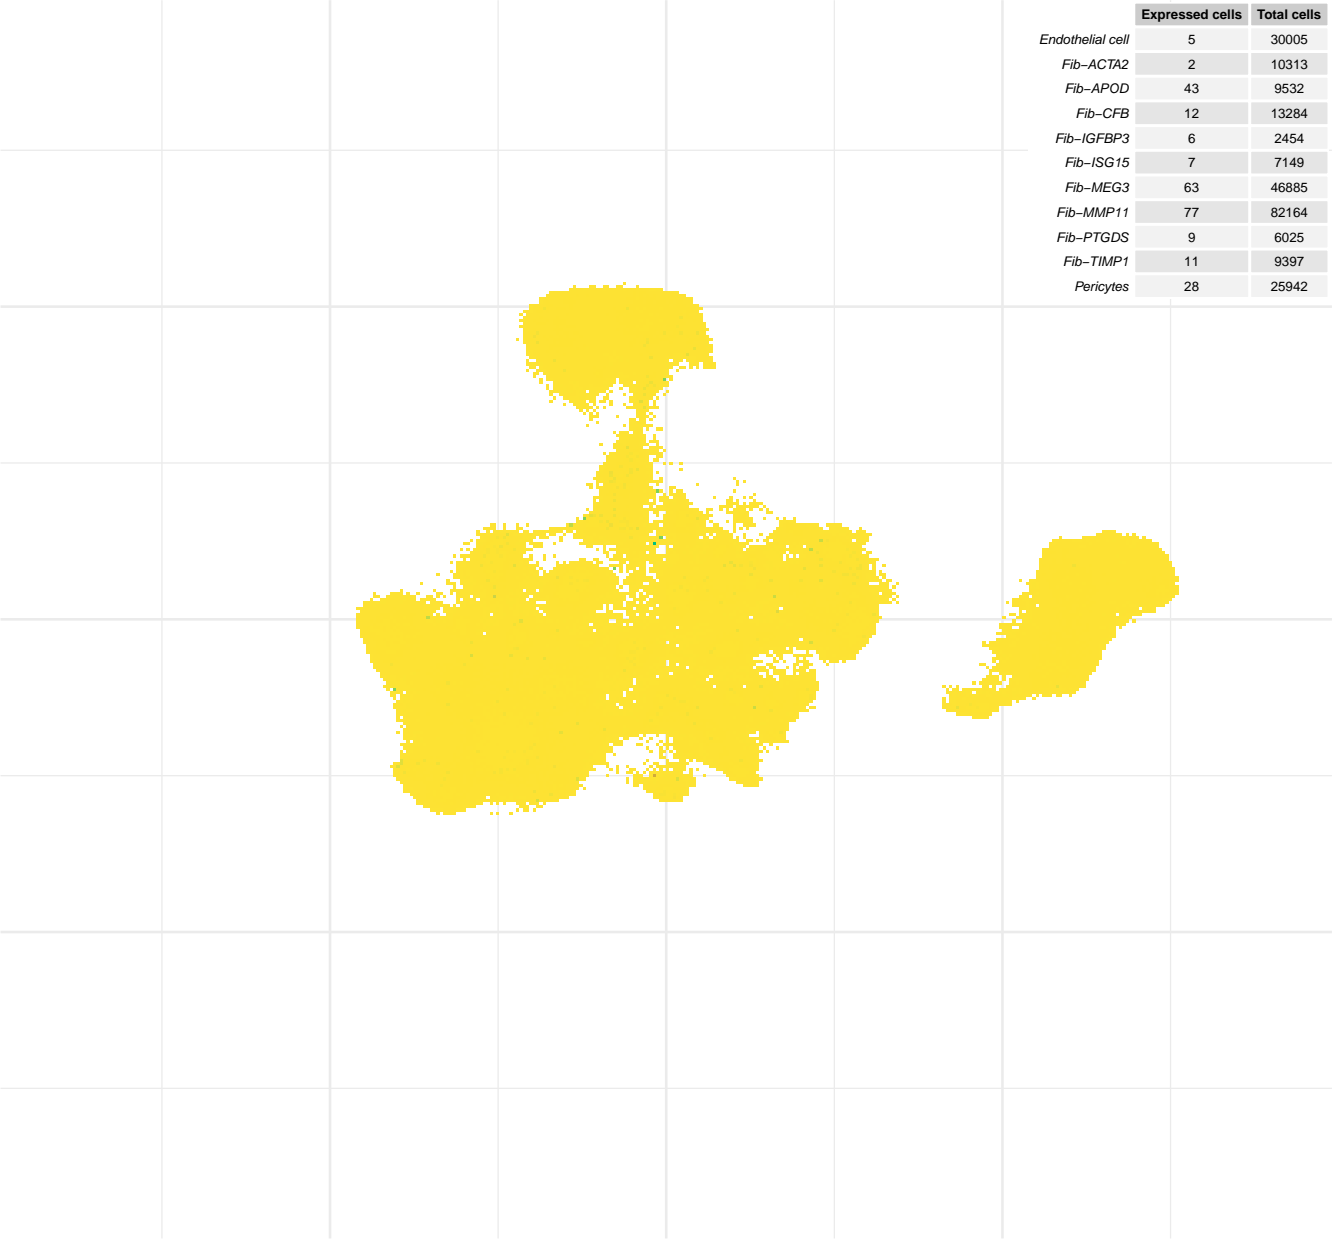 Expressed cells Total cells
Endothelial cell 5 30005
Fib−ACTA2 2 10313
Fib−APOD 43 9532
Fib−CFB 12 13284
Fib−IGFBP3 6 2454
Fib−ISG15 7 7149
Fib−MEG3 63 46885
Fib−MMP11 77 82164
Fib−PTGDS 9 6025
Fib−TIMP1 11 9397
Pericytes 28 25942